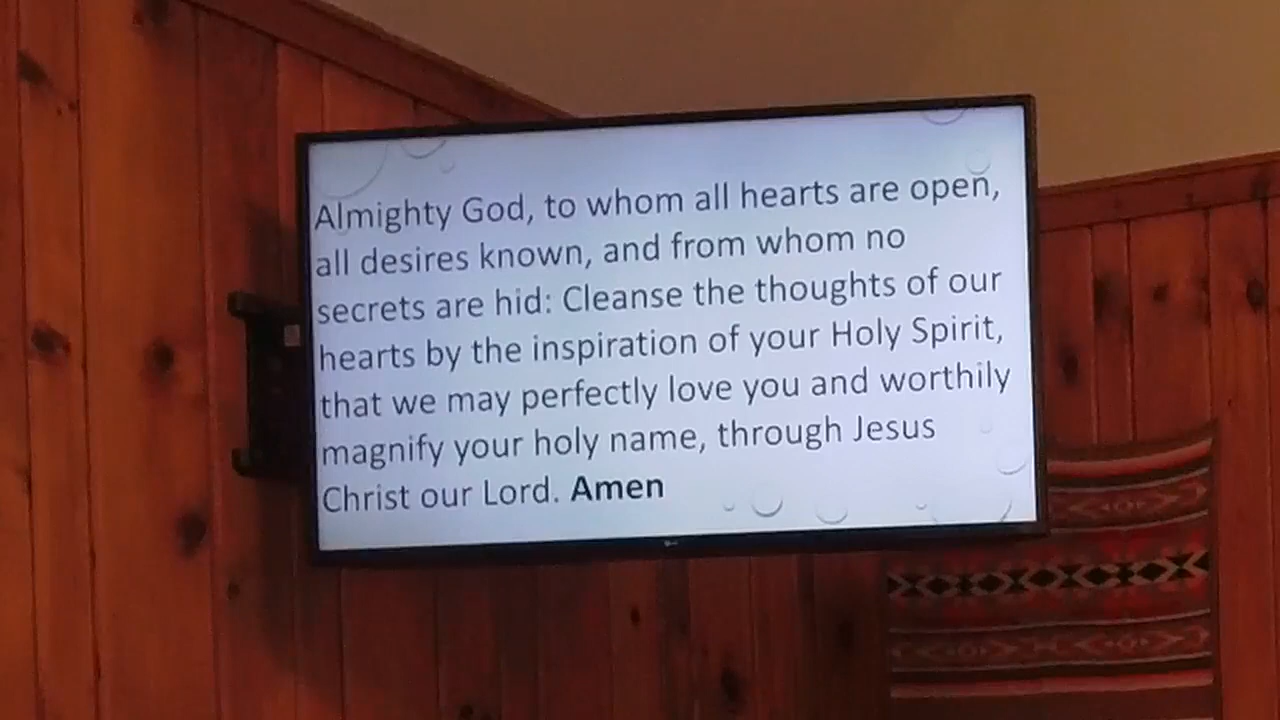 Almighty God, to whom all hearts are open,
all desires known, and from whom no
secrets are hid: Cleanse the thoughts of our
hearts by the inspiration of your Holy Spirit,
that we may perfectly love you and worthily
magnify your holy name, through Jesus
Christ our Lord. Amen